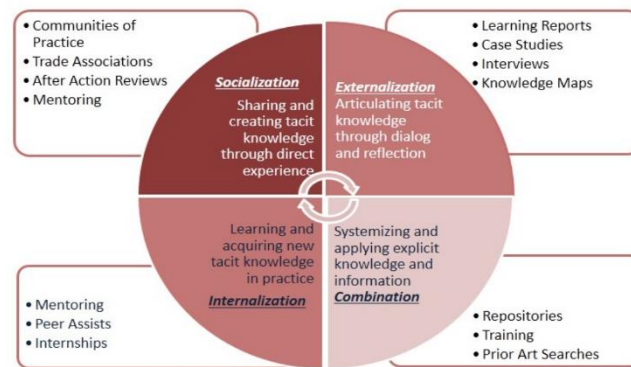 • Communities of
Practice
• Trade Associations
• After Action Reviews
• Mentoring
• Learning Reports
• Case Studies
• Interviews
• Knowledge Maps
Socialization
Sharing and
creating tacit
knowledge
through direct
experience
Externalization
Articulating tacit
knowledge
through dialog
and reflection
Learning and
acquiring new
tacit knowledge
in practice
Internalization
Systemizing and
applying explicit
knowledge and
information
Combination
• Mentoring
• Peer Assists
• Internships
• Repositories
• Training
• Prior Art Searches